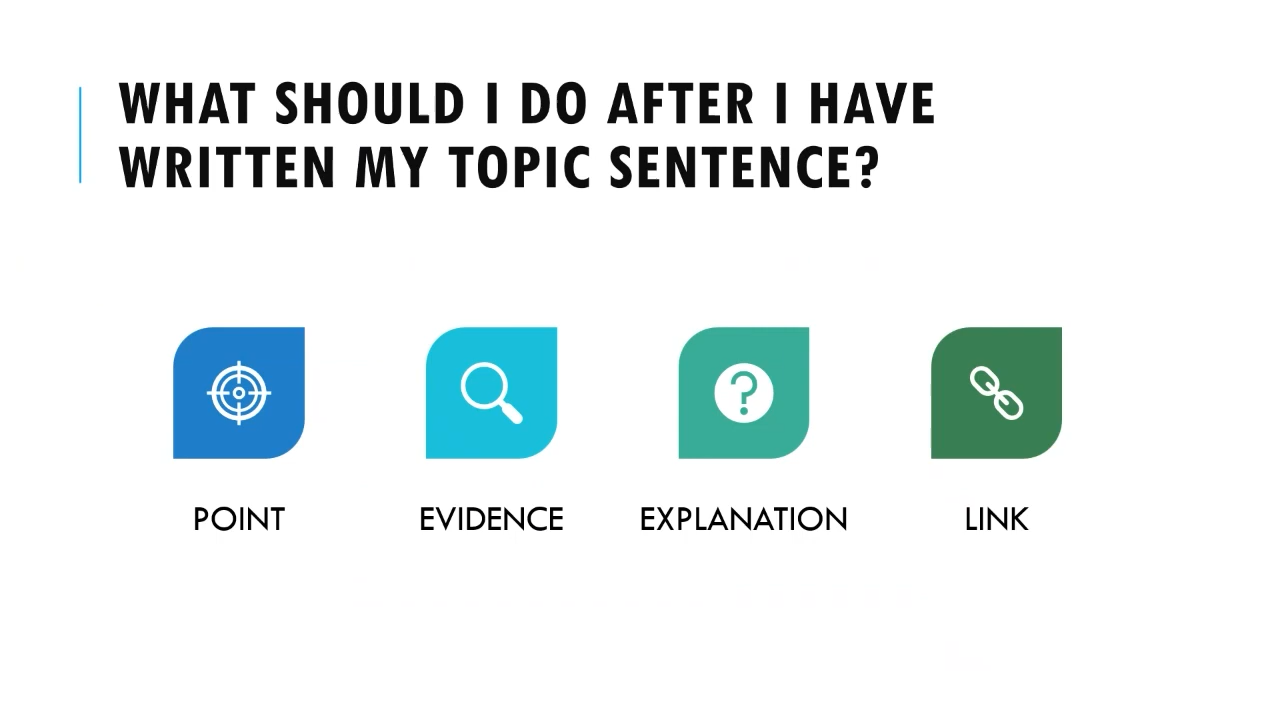 WHAT SHOULD I DO AFTER I HAVE
WRITTEN MY TOPIC SENTENCE?
POINT
EVIDENCE
EXPLANATION
LINK